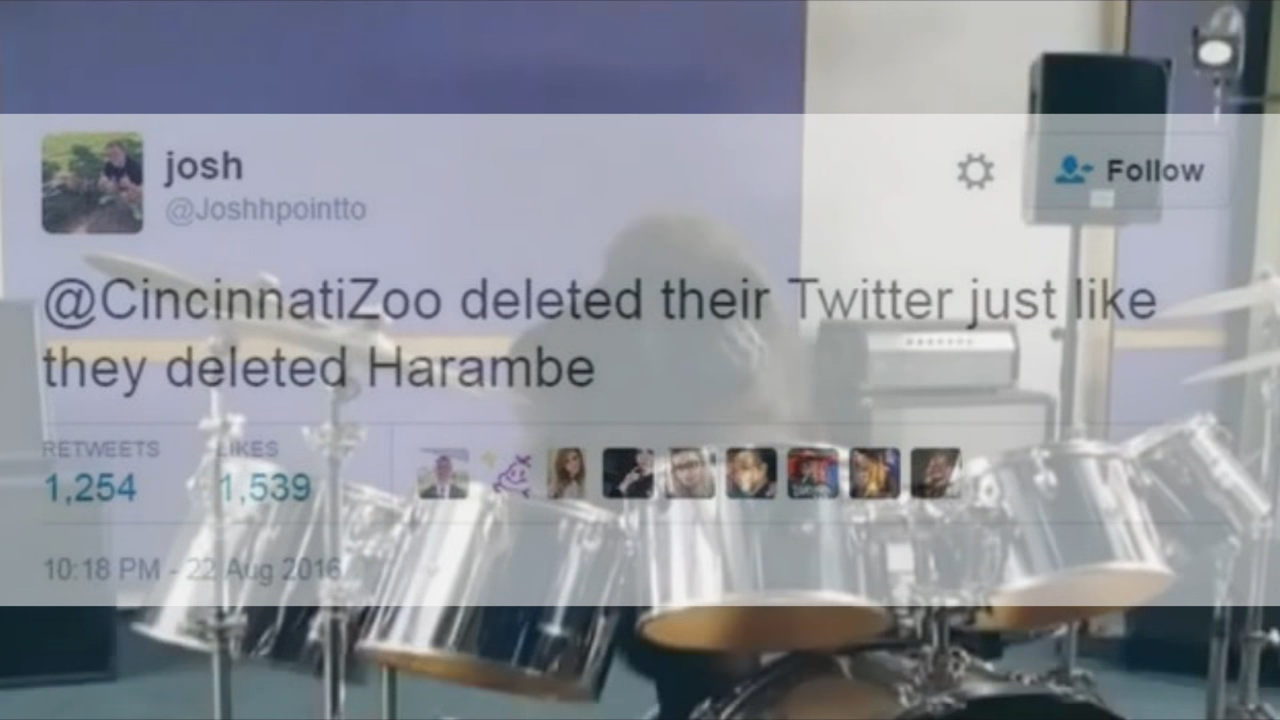 josh
@Joshhpointto
Follow
@CincinnatiZoo deleted their Twitter just like
they deleted Harambe
RETWEETS LIKES
1,254 1,539
10:18 PM - 22 Aug 2016